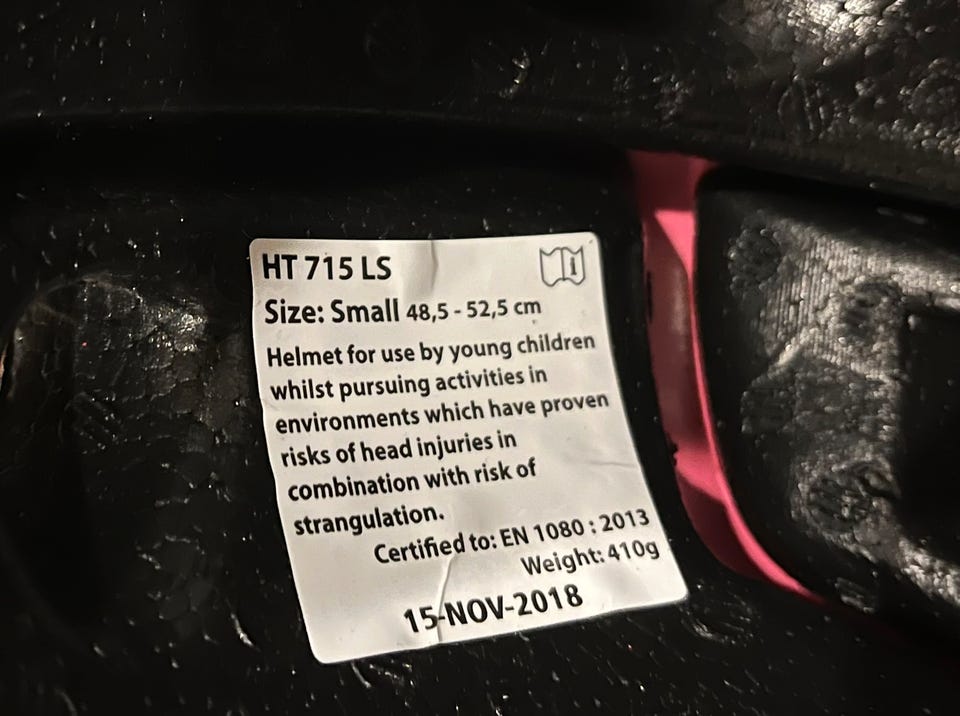 HT 715 LS
Size: Small 48,5 - 52,5 cm
Helmet for use by young children
whilst pursuing activities in
environments which have proven
risks of head injuries in
combination with risk of
strangulation.
Certified to: EN 1080 : 2013
Weight: 410g
15-NOV-2018